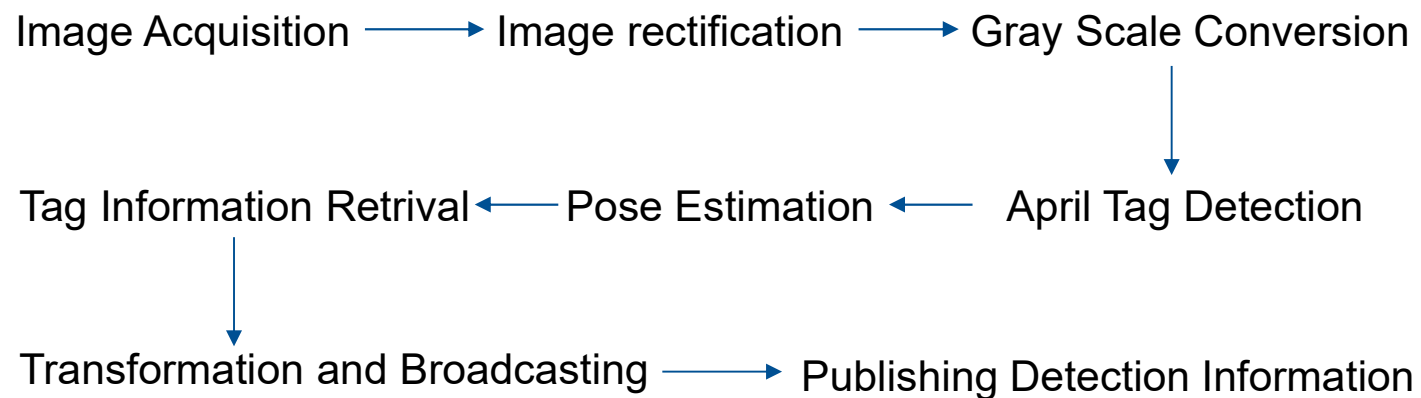 Image Acquisition
Image rectification
Gray Scale Conversion
Tag Information Retrival
Pose Estimation
April Tag Detection
Transformation and Broadcasting
Publishing Detection Information